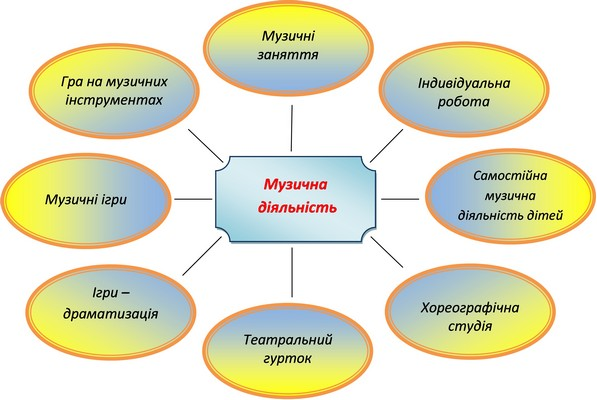 Музичні
заняття
Гра на музичних
інструментах
Індивідуальна
робота
Музичні ігри
Музична
діяльність
Самостійна
музична
діяльність дітей
Ігри –
драматизація
Театральний
гурток
Хореографічна
студія